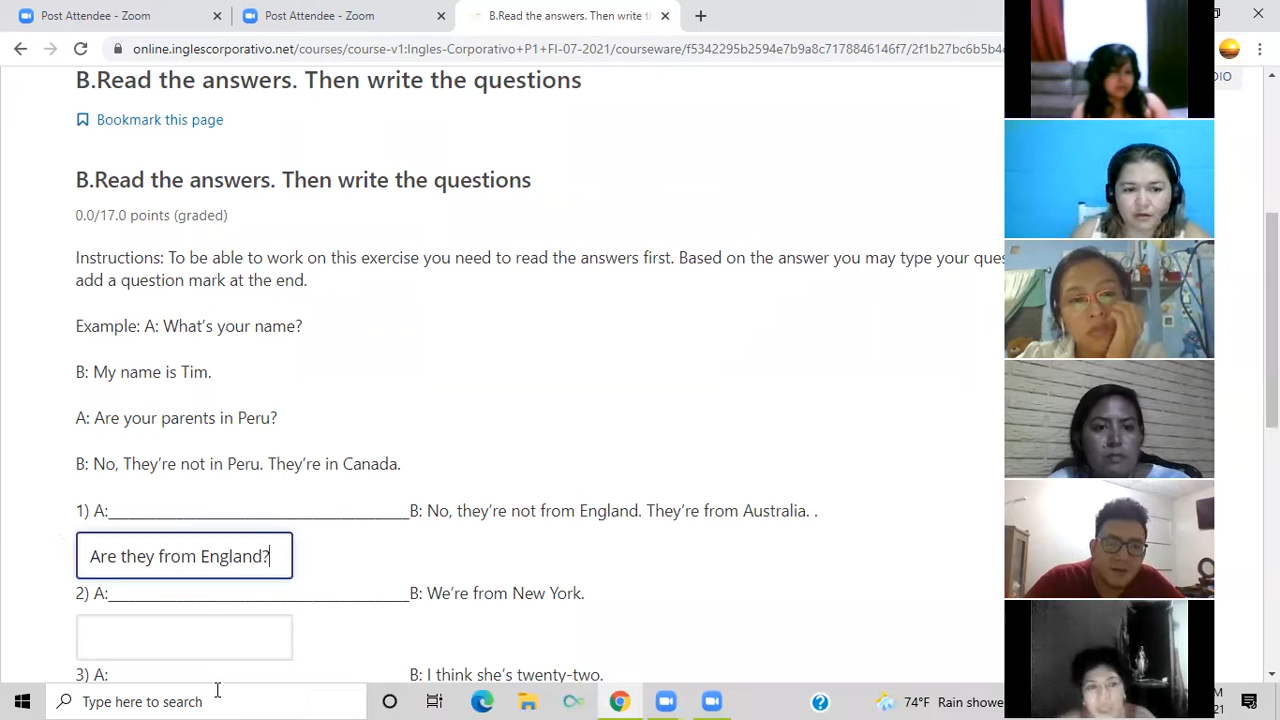 Post Attendee - Zoom
Post Attendee - Zoom
B.Read the answers. Then write th
online.inglescorporativo.net/courses/course-v1:Ingles-Corporativo+P1+FI-07-2021/courseware/f5342295b2594e7b9a8c7178846146f7/2f1b27bc6b5b4
B.Read the answers. Then write the questions
Bookmark this page
B.Read the answers. Then write the questions
0.0/17.0 points (graded)
Instructions: To be able to work on this exercise you need to read the answers first. Based on the answer you may type your ques
add a question mark at the end.
Example: A: What's your name?
B: My name is Tim.
A: Are your parents in Peru?
B: No, They're not in Peru. They're in Canada.
1) A:__________________________________B: No, they're not from England. They're from Australia. .
Are they from England?
2) A:__________________________________B: We're from New York.
3) A: B: I think she's twenty-two.
Type here to search
74°F Rain showe